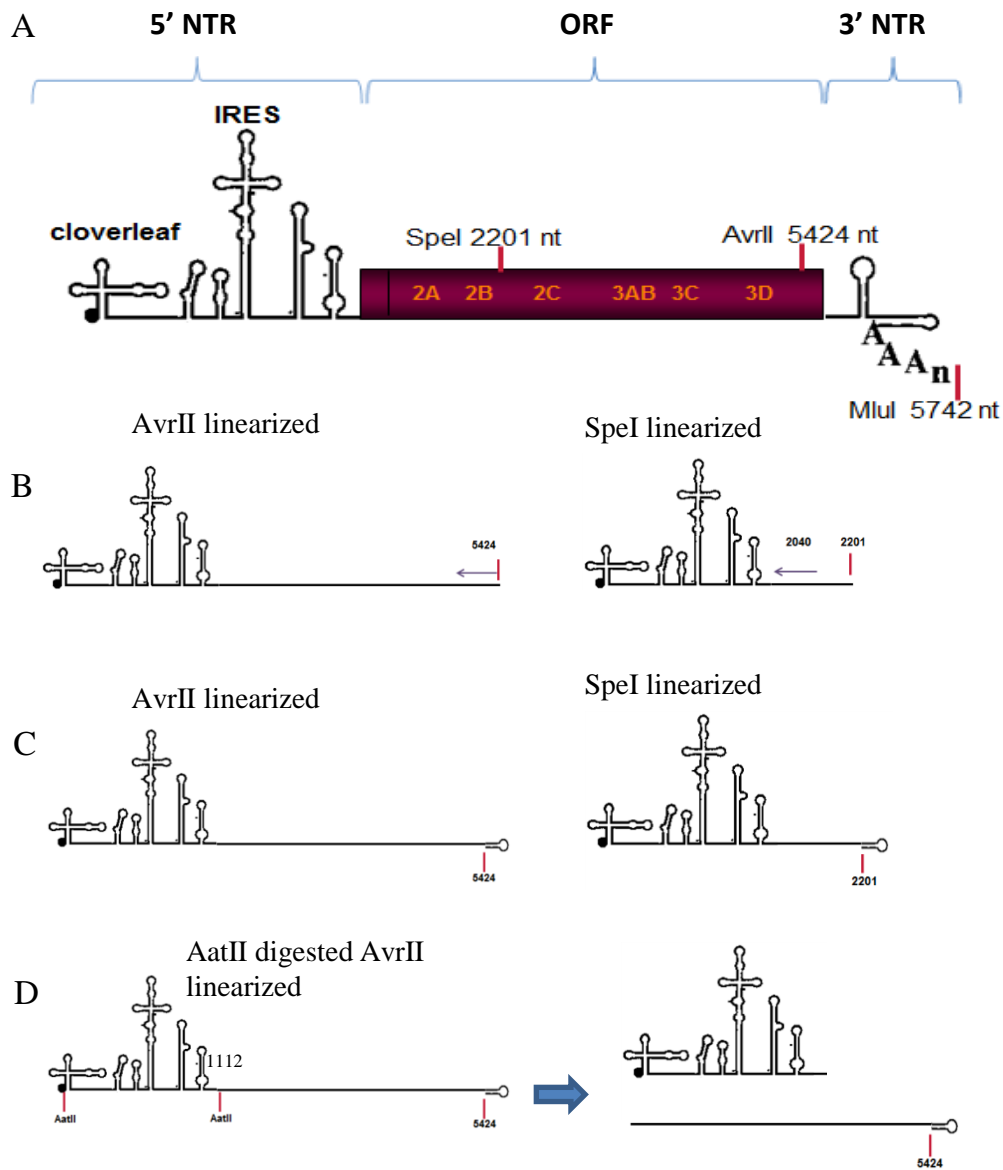 A
5’ NTR ORF 3’ NTR
IRES
cloverleaf
SpeI 2201 nt
AvrII 5424 nt
2A 2B 2C 3AB 3C 3D
A A A n
MluI 5742 nt
AvrII linearized
SpeI linearized
B
5424
2040 2201
AvrII linearized
SpeI linearized
C
5424
2201
AatII digested AvrII
linearized
D
1112
AatII AatII 5424
5424